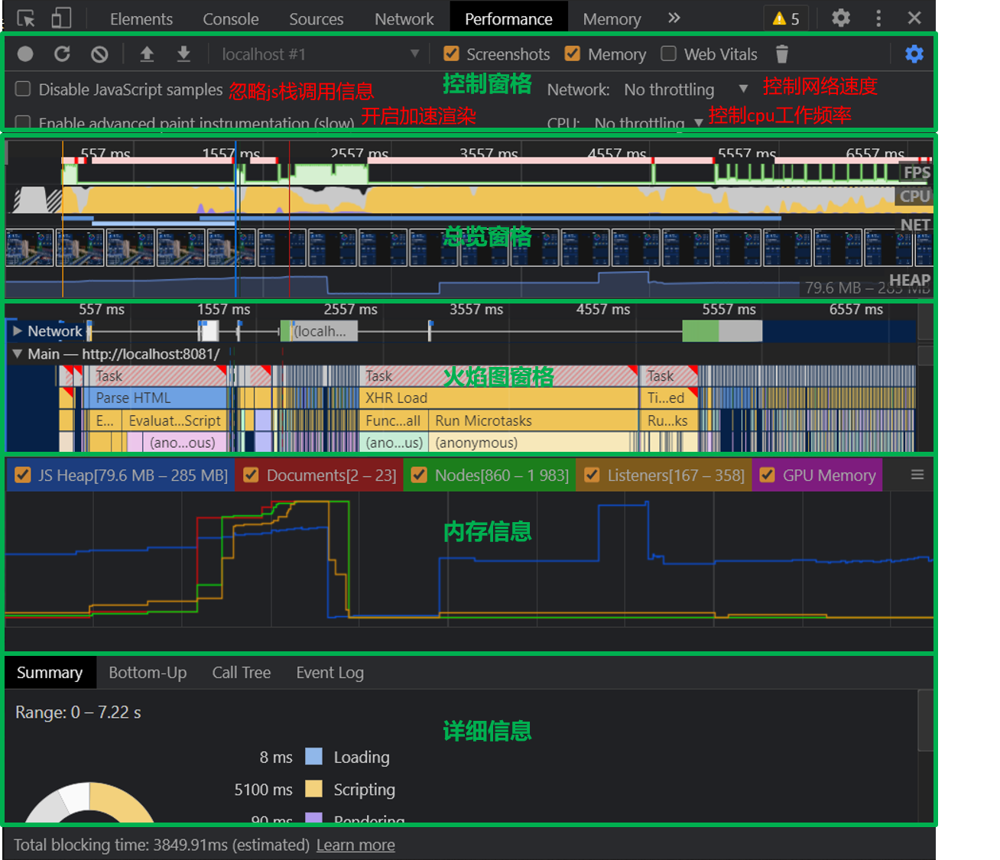 Elements Console Sources Network Performance Memory » 5
localhost #1 Screenshots Memory Web Vitals
控制窗格
Disable JavaScript samples 忽略js栈调用信息 Network: No throttling 控制网络速度
Enable advanced paint instrumentation (slow) 开启加速渲染 CPU: No throttling 控制cpu工作频率
557 ms 1557 ms 2557 ms 3557 ms 4557 ms 5557 ms 6557 ms
FPS
CPU
NET
总览窗格
HEAP
79.6 MB – 285 MB
557 ms 1557 ms 2557 ms 3557 ms 4557 ms 5557 ms 6557 ms
Network (localh...
Main — http://localhost:8081/
Task Task 火焰图窗格 Task
Parse HTML XHR Load Ti...ed
E... Evaluat...Script Func...all Run Microtasks Ru...ks
(ano...ous) (ano...us) (anonymous)
JS Heap[79.6 MB – 285 MB] Documents[2 – 23] Nodes[860 – 1 983] Listeners[167 – 358] GPU Memory
内存信息
Summary Bottom-Up Call Tree Event Log
Range: 0 – 7.22 s
详细信息
8 ms Loading
5100 ms Scripting
90 ms Rendering
Total blocking time: 3849.91ms (estimated) Learn more